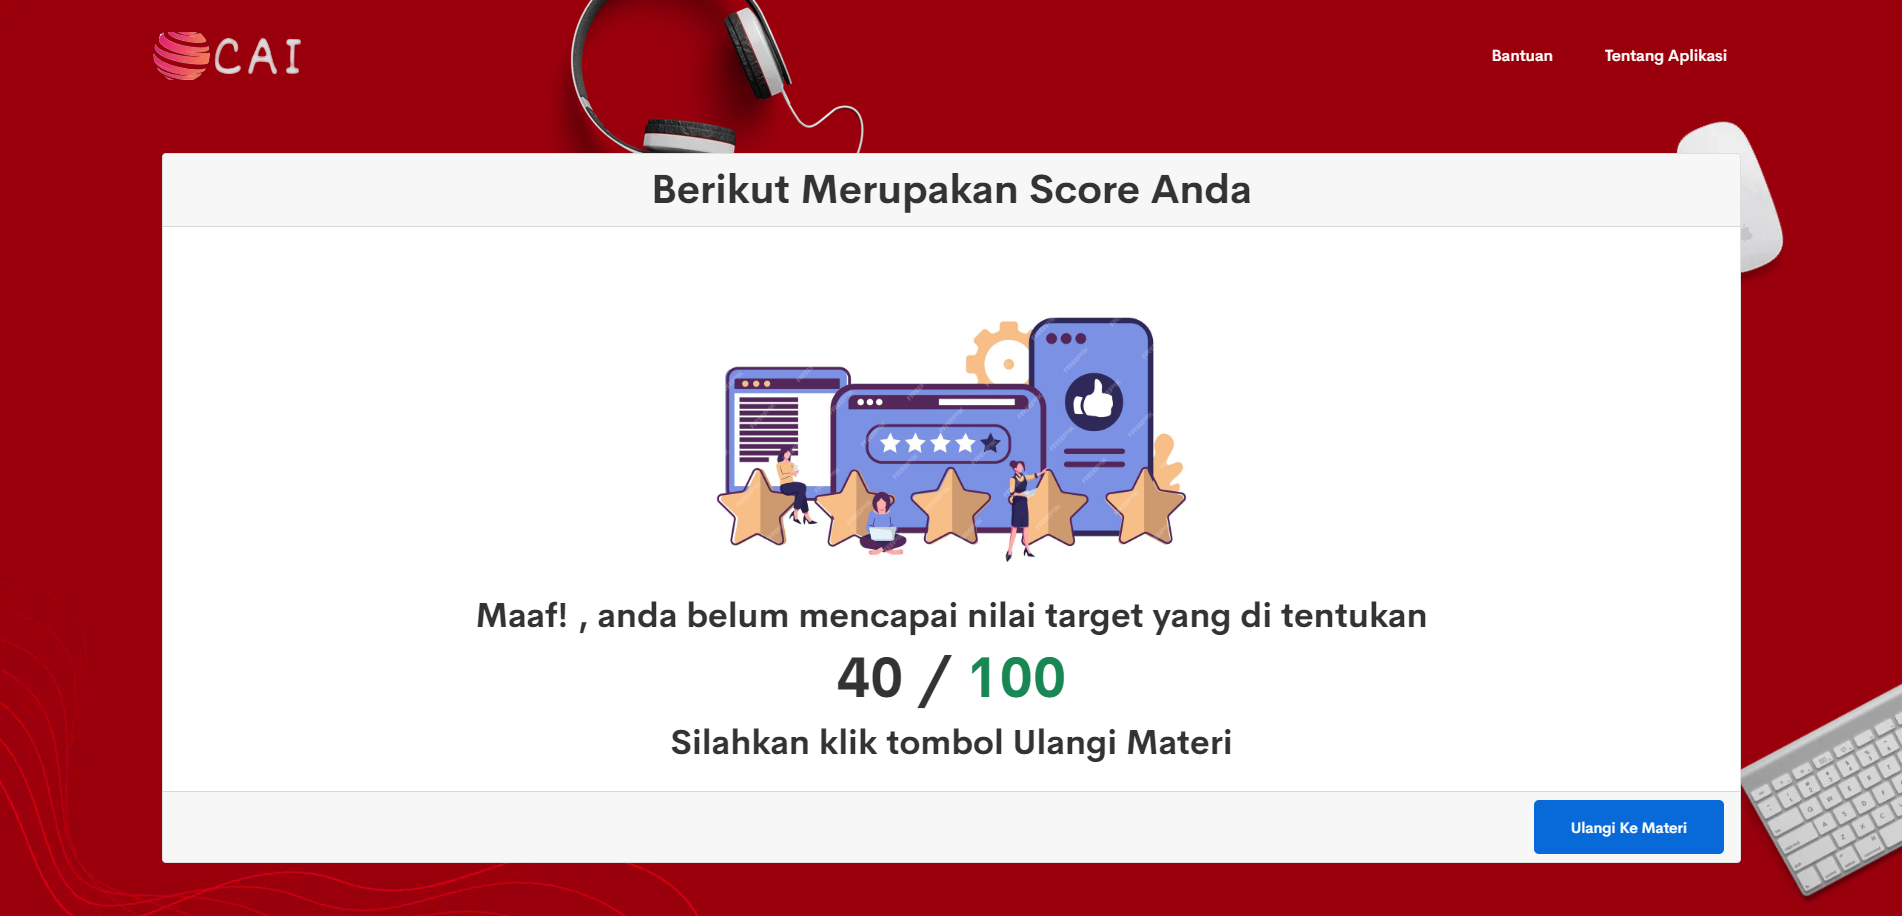 CAI
Bantuan
Tentang Aplikasi
Berikut Merupakan Score Anda
Maaf! , anda belum mencapai nilai target yang di tentukan
40 / 100
Silahkan klik tombol Ulangi Materi
Ulangi Ke Materi